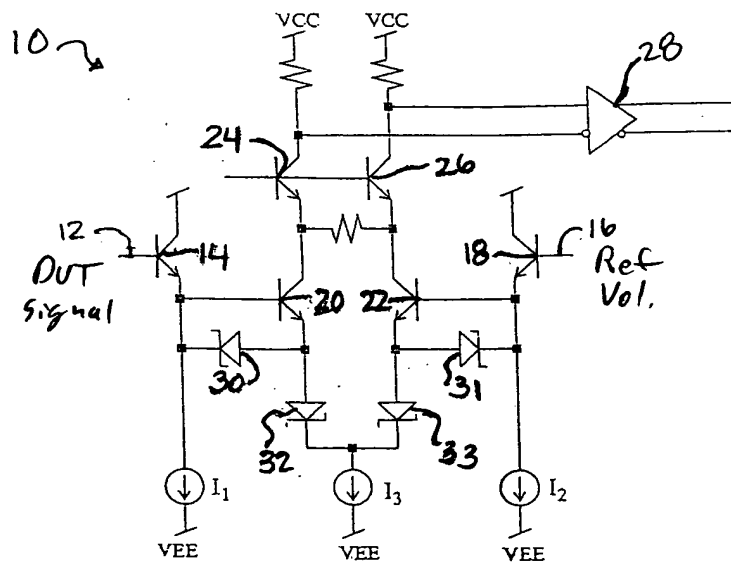 10
VCC VCC
28
24
26
12
14
DUT
signal
18
16
Ref
Vol.
20
22
30
31
32
33
I1
I3
I2
VEE
VEE
VEE